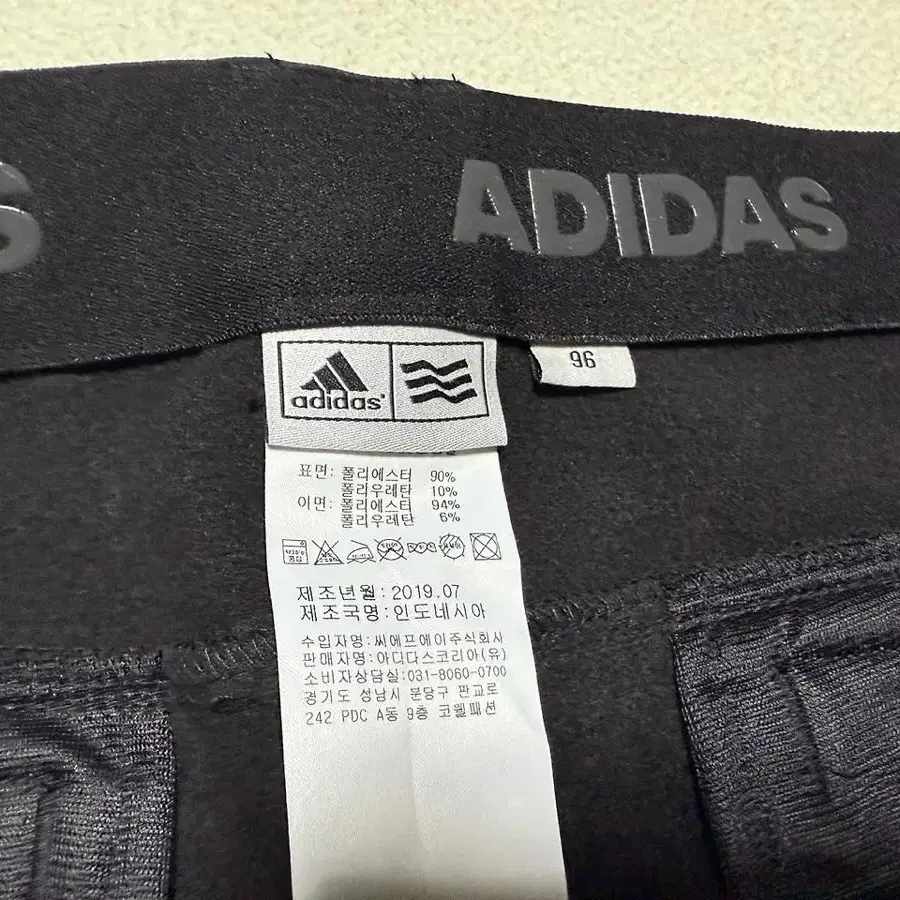 S
ADIDAS
96
adidas
표면: 폴리에스터 90%
폴리우레탄 10%
이면: 폴리에스터 94%
폴리우레탄 6%
제조년월: 2019.07
제조국명: 인도네시아
수입자명: 씨에프에이주식회사
판매자명: 아디다스코리아(유)
소비자상담실: 031-8060-0700
경기도 성남시 분당구 판교로
242 PDC A동 9층 코웰패션